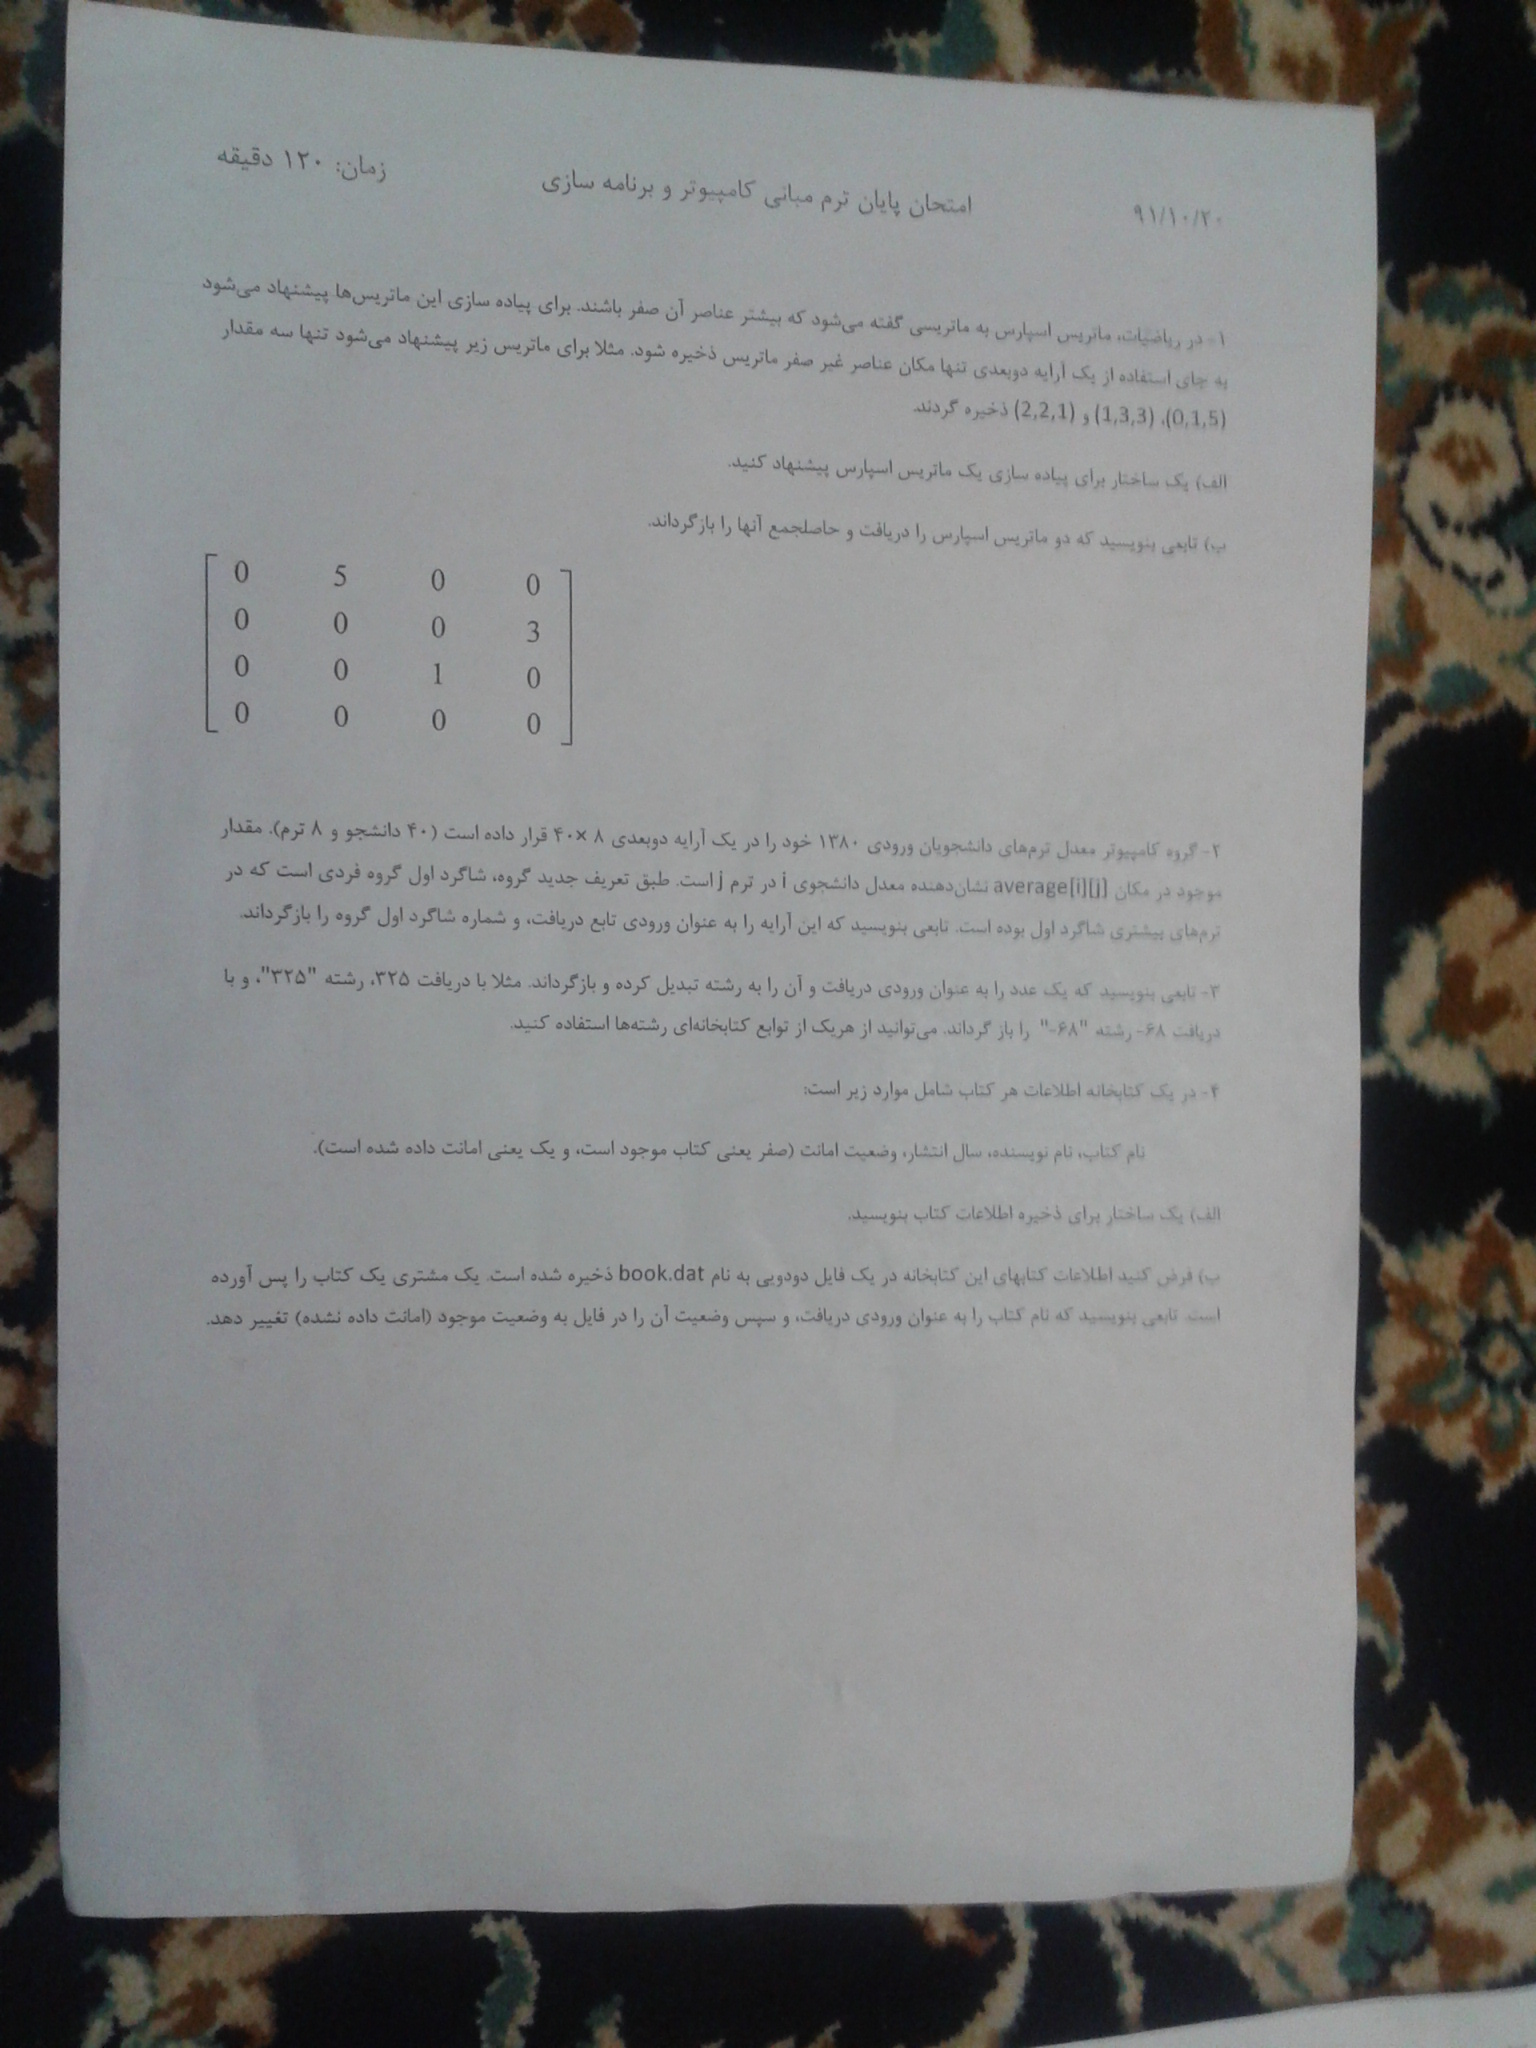 ۹۱/۱۰/۲۰ امتحان پایان ترم مبانی کامپیوتر و برنامه سازی زمان: ۱۲۰ دقیقه
۱- در ریاضیات، ماتریس اسپارس به ماتریسی گفته می‌شود که بیشتر عناصر آن صفر باشند. برای پیاده سازی این ماتریس‌ها پیشنهاد می‌شود
به جای استفاده از یک آرایه دوبعدی تنها مکان عناصر غیر صفر ماتریس ذخیره شود. مثلا برای ماتریس زیر پیشنهاد می‌شود تنها سه مقدار
(0,1,5)، (1,3,3) و (2,2,1) ذخیره گردند.
الف) یک ساختار برای پیاده سازی یک ماتریس اسپارس پیشنهاد کنید.
ب) تابعی بنویسید که دو ماتریس اسپارس را دریافت و حاصلجمع آنها را بازگرداند.
0 5 0 0
0 0 0 3
0 0 1 0
0 0 0 0
۲- گروه کامپیوتر معدل ترم‌های دانشجویان ورودی ۱۳۸۰ خود را در یک آرایه دوبعدی ۸ ×۴۰ قرار داده است (۴۰ دانشجو و ۸ ترم). مقدار
موجود در مکان average[i][j] نشان‌دهنده معدل دانشجوی i در ترم j است. طبق تعریف جدید گروه، شاگرد اول گروه فردی است که در
ترم‌های بیشتری شاگرد اول بوده است. تابعی بنویسید که این آرایه را به عنوان ورودی تابع دریافت، و شماره شاگرد اول گروه را بازگرداند.
۳- تابعی بنویسید که یک عدد را به عنوان ورودی دریافت و آن را به رشته تبدیل کرده و بازگرداند. مثلا با دریافت ۳۲۵، رشته "۳۲۵"، و با
دریافت ۶۸- رشته "۶۸-" را باز گرداند. می‌توانید از هریک از توابع کتابخانه‌ای رشته‌ها استفاده کنید.
۴- در یک کتابخانه اطلاعات هر کتاب شامل موارد زیر است:
نام کتاب، نام نویسنده، سال انتشار، وضعیت امانت (صفر یعنی کتاب موجود است، و یک یعنی امانت داده شده است).
الف) یک ساختار برای ذخیره اطلاعات کتاب بنویسید.
ب) فرض کنید اطلاعات کتابهای این کتابخانه در یک فایل دودویی به نام book.dat ذخیره شده است. یک مشتری یک کتاب را پس آورده
است. تابعی بنویسید که نام کتاب را به عنوان ورودی دریافت، و سپس وضعیت آن را در فایل به وضعیت موجود (امانت داده نشده) تغییر دهد.